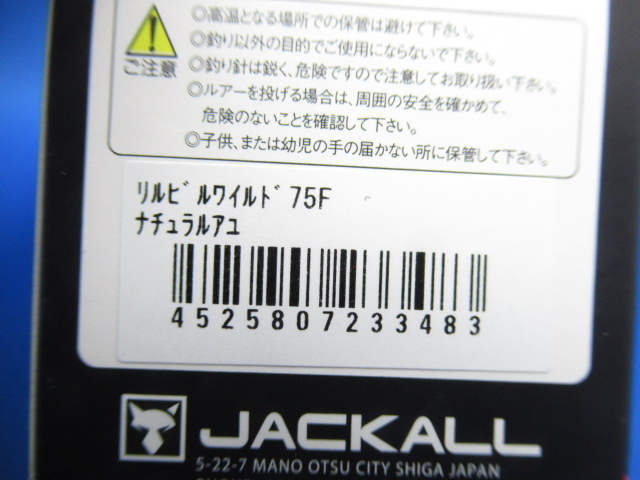 ◎高温となる場所での保管は避けて下さい。
◎釣り以外の目的でご使用にならないで下さい。
ご注意
◎釣り針は鋭く、危険ですので注意してお取り扱い下さい。
◎ルアーを投げる場合は、周囲の安全を確かめて、
危険のないことを確認して下さい。
◎子供、または幼児の手の届かない所に保管して下さい。
リルビルワイルド 75F
ナチュラルアユ
4525807233483
JACKALL
5-22-7 MANO OTSU CITY SHIGA JAPAN